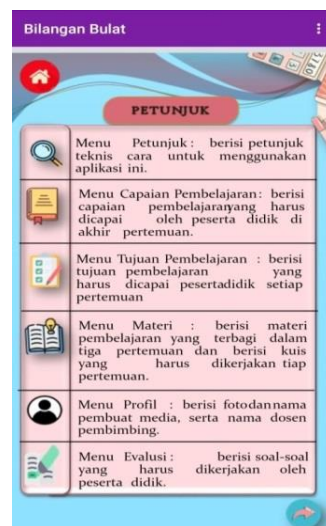 Bilangan Bulat
PETUNJUK
Menu Petunjuk : berisi petunjuk
teknis cara untuk menggunakan
aplikasi ini.
Menu Capaian Pembelajaran: berisi
capaian pembelajaranyang harus
dicapai oleh peserta didik di
akhir pertemuan.
Menu Tujuan Pembelajaran : berisi
tujuan pembelajaran yang
harus dicapai pesertadidik setiap
pertemuan
Menu Materi : berisi materi
pembelajaran yang terbagi dalam
tiga pertemuan dan berisi kuis
yang harus dikerjakan tiap
pertemuan.
Menu Profil : berisi fotodannama
pembuat media, serta nama dosen
pembimbing.
Menu Evalusi : berisi soal-soal
yang harus dikerjakan oleh
peserta didik.